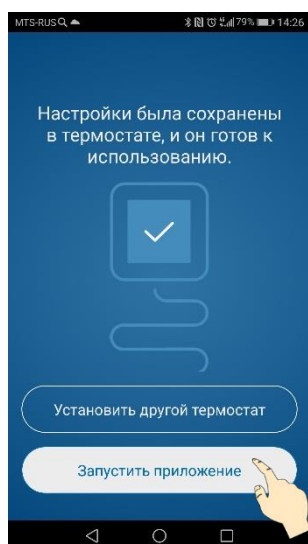 MTS-RUS 79% 14:26
Настройки была сохранены
в термостате, и он готов к
использованию.
Установить другой термостат
Запустить приложение